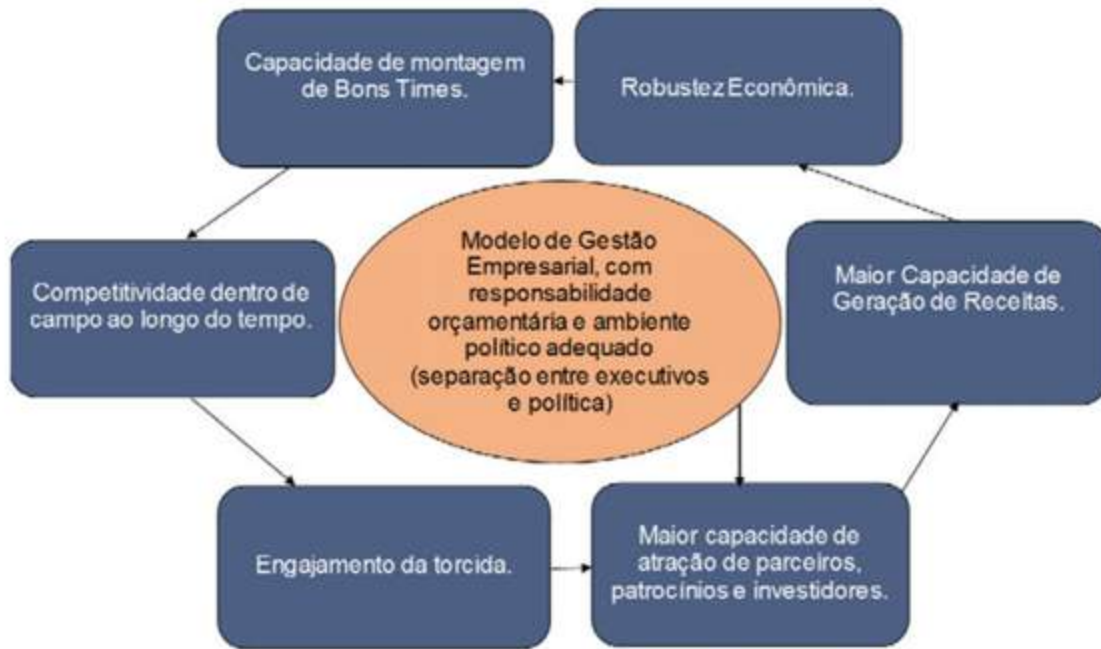 Capacidade de montagem
de Bons Times.
Robustez Econômica.
Modelo de Gestão
Empresarial, com
responsabilidade
orçamentária e ambiente
político adequado
(separação entre executivos
e política)
Competitividade dentro de
campo ao longo do tempo.
Maior Capacidade de
Geração de Receitas.
Engajamento da torcida.
Maior capacidade de
atração de parceiros,
patrocínios e investidores.